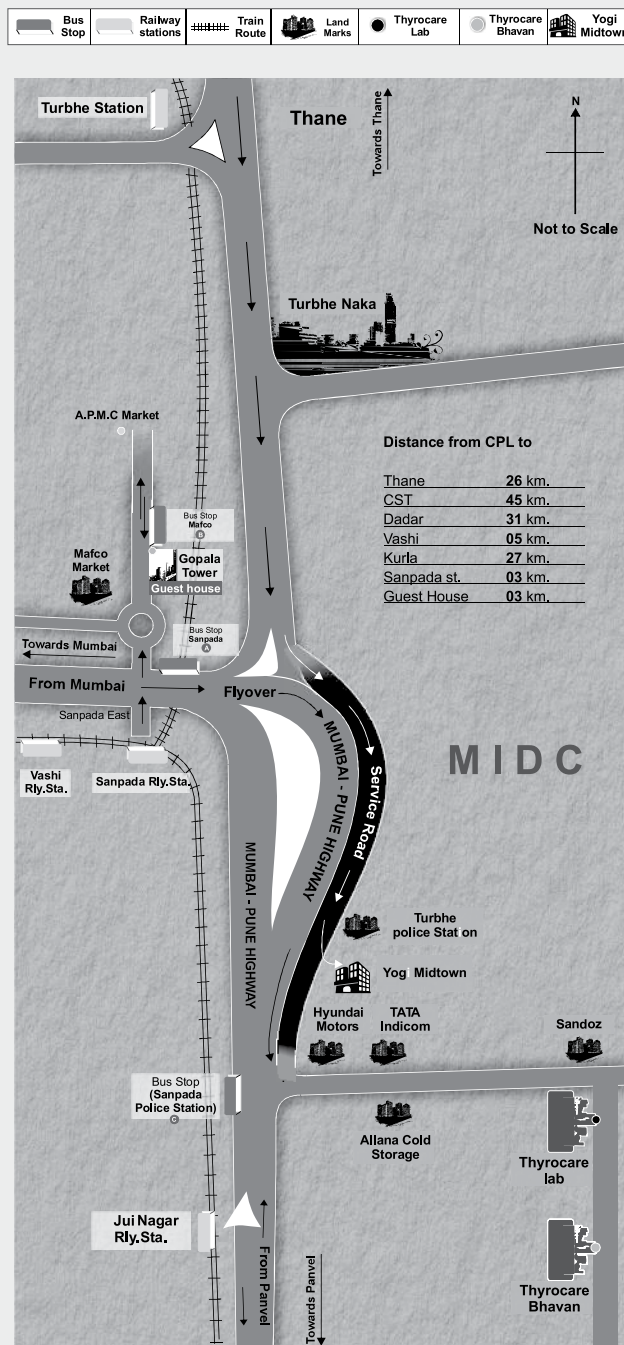 Bus
Stop
Railway
stations
Train
Route
Land
Marks
Thyrocare
Lab
Thyrocare
Bhavan
Yogi
Midtown
Turbhe Station
Thane
Towards Thane
N
Not to Scale
Turbhe Naka
A.P.M.C Market
Distance from CPL to
Thane 26 km.
CST 45 km.
Dadar 31 km.
Vashi 05 km.
Kurla 27 km.
Sanpada st. 03 km.
Guest House 03 km.
Bus Stop
Mafco
B
Mafco
Market
Gopala
Tower
Guest house
Bus Stop
Sanpada
A
Towards Mumbai
From Mumbai
Flyover
Sanpada East
Vashi
Rly.Sta.
Sanpada Rly.Sta.
MUMBAI - PUNE HIGHWAY
Service Road
MIDC
MUMBAI - PUNE HIGHWAY
Turbhe
police Station
Yogi Midtown
Hyundai
Motors
TATA
Indicom
Sandoz
Bus Stop
(Sanpada
Police Station)
C
Allana Cold
Storage
Thyrocare
lab
Jui Nagar
Rly.Sta.
From Panvel
Towards Panvel
Thyrocare
Bhavan